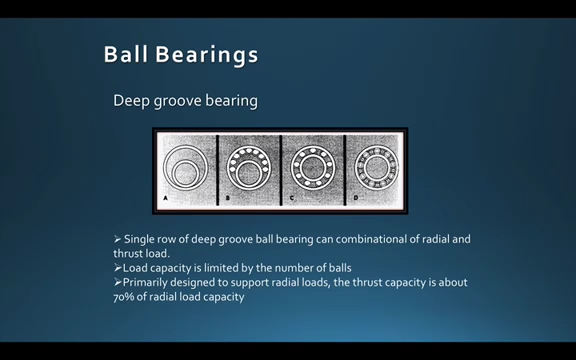 Ball Bearings
Deep groove bearing
A B C D
➢ Single row of deep groove ball bearing can combinational of radial and
thrust load.
➢Load capacity is limited by the number of balls
➢Primarily designed to support radial loads, the thrust capacity is about
70% of radial load capacity